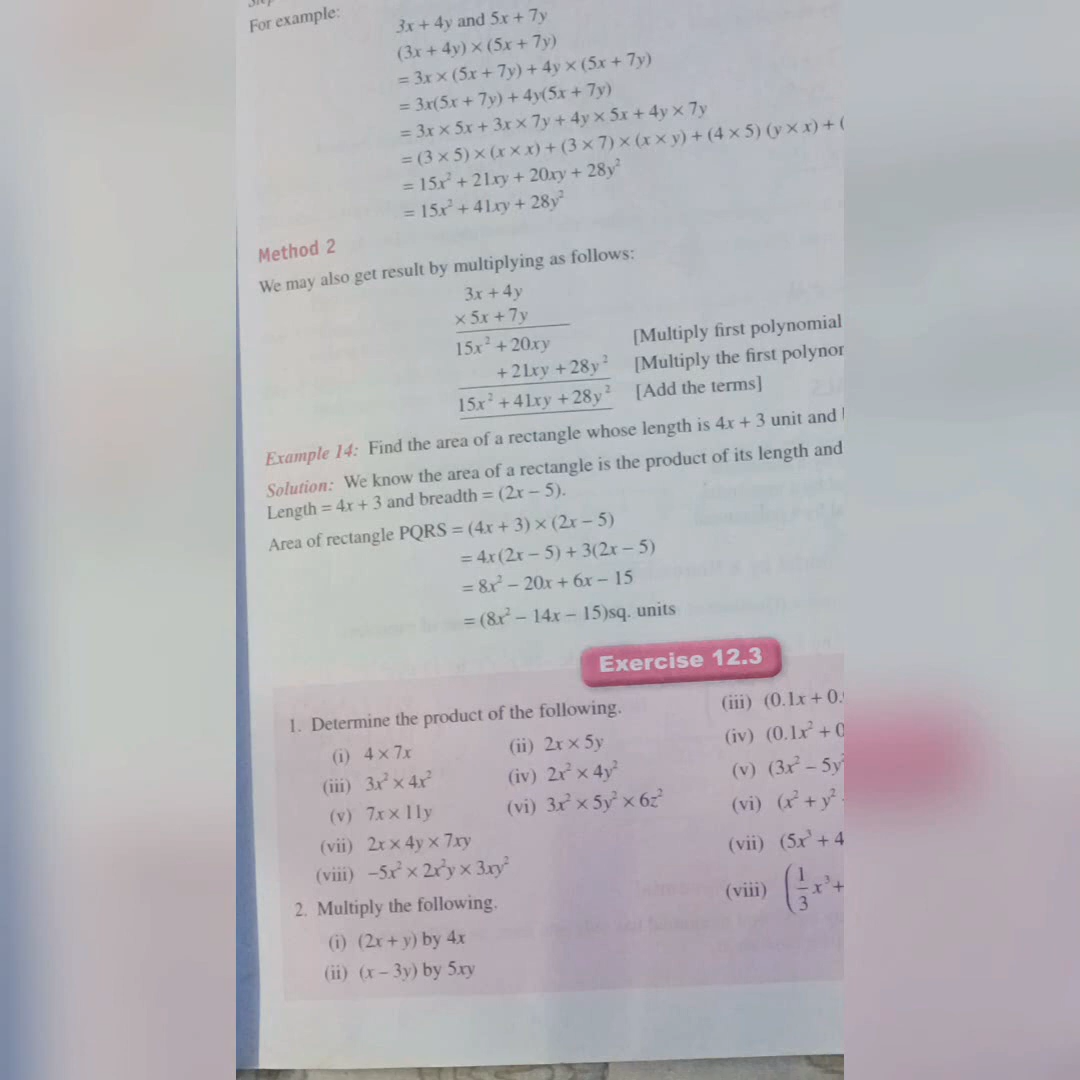 For example:
3x + 4y and 5x + 7y
(3x + 4y) × (5x + 7y)
= 3x × (5x + 7y) + 4y × (5x + 7y)
= 3x(5x + 7y) + 4y(5x + 7y)
= 3x × 5x + 3x × 7y + 4y × 5x + 4y × 7y
= (3 × 5) × (x × x) + (3 × 7) × (x × y) + (4 × 5) (y × x) + (
= 15x² + 21xy + 20xy + 28y²
= 15x² + 41xy + 28y²
Method 2
We may also get result by multiplying as follows:
3x + 4y
× 5x + 7y
15x² + 20xy [Multiply first polynomial
+ 21xy + 28y² [Multiply the first
15x² + 41xy + 28y² [Add the terms]
Example 14: Find the area of a rectangle whose length is 4x + 3 unit and
Solution: We know the area of a rectangle is the product of its length and
Length = 4x + 3 and breadth = (2x – 5).
Area of rectangle PQRS = (4x + 3) × (2x – 5)
= 4x(2x – 5) + 3(2x – 5)
= 8x² – 20x + 6x – 15
= (8x² – 14x – 15)sq. units
Exercise 12.3
1. Determine the product of the following.
(i) 4 × 7x (ii) 2x × 5y
(iii) 3x² × 4x² (iv) 2x² × 4y²
(v) 7x × 11y (vi) 3x² × 5y² × 6z²
(vii) 2x × 4y × 7xy
(viii) –5x² × 2x²y × 3xy²
2. Multiply the following.
(i) (2x + y) by 4x
(ii) (x – 3y) by 5xy
(iii) (0.1x + 0.
(iv) (0.1x² + 0
(v) (3x² – 5y²
(vi) (x² + y²
(vii) (5x³ + 4
(viii) (1/3 x³ +